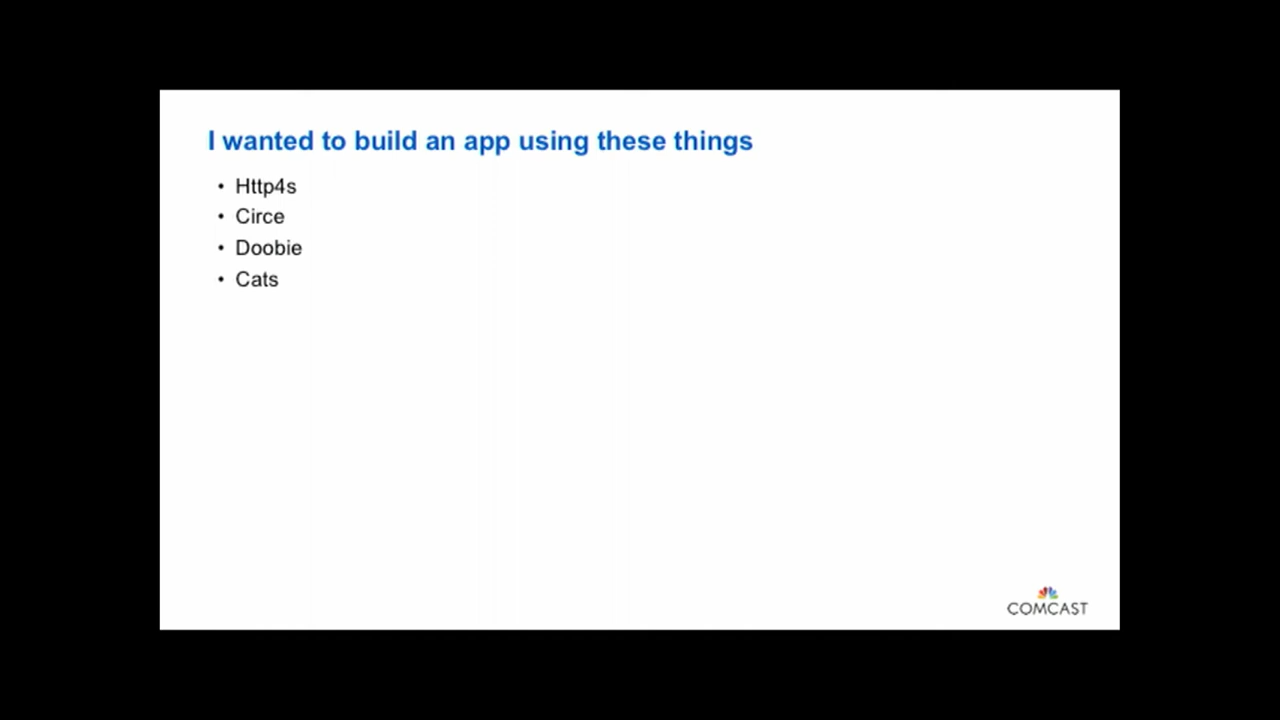 I wanted to build an app using these things
• Http4s
• Circe
• Doobie
• Cats
COMCAST